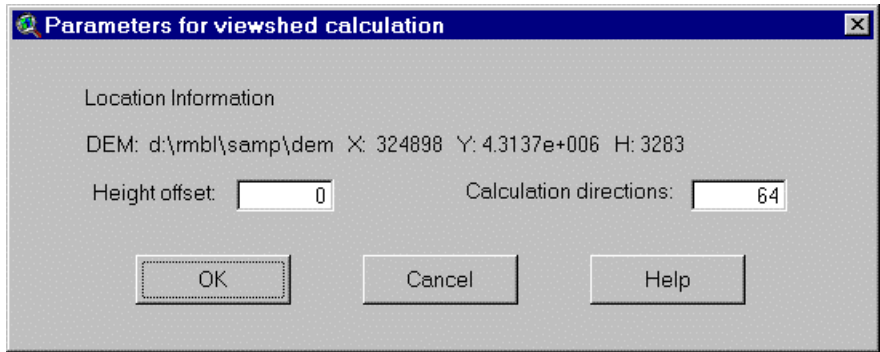 Parameters for viewshed calculation
Location Information
DEM: d:\rmbl\samp\dem X: 324898 Y: 4.3137e+006 H: 3283
Height offset: 0 Calculation directions: 64
OK Cancel Help